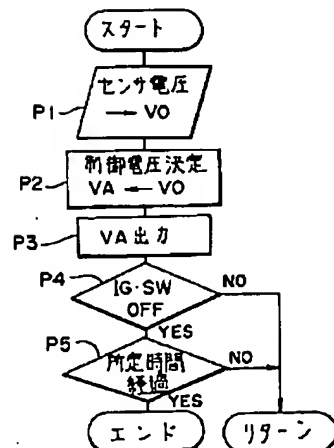 スタート
P1
センサ電圧
→ VO
P2
制御電圧決定
VA ← VO
P3
VA出力
P4
IG·SW
OFF
NO
YES
P5
所定時間
経過
NO
YES
エンド
リターン